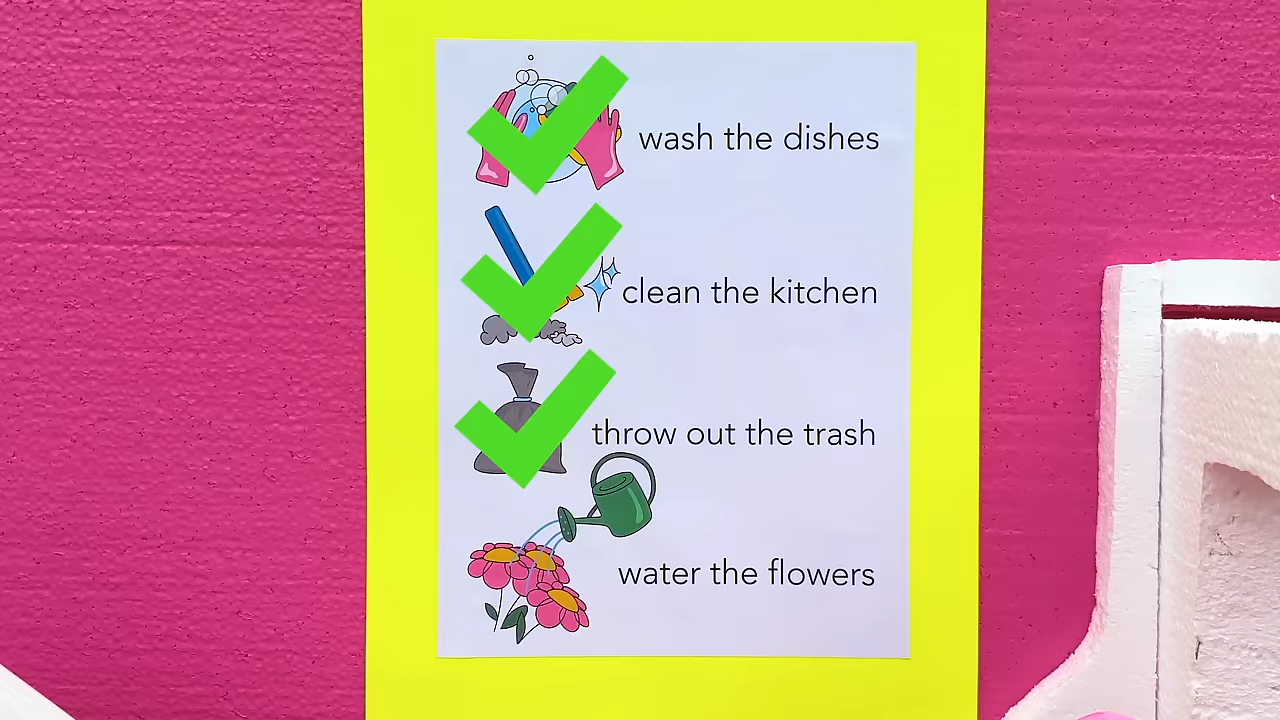 wash the dishes
clean the kitchen
throw out the trash
water the flowers